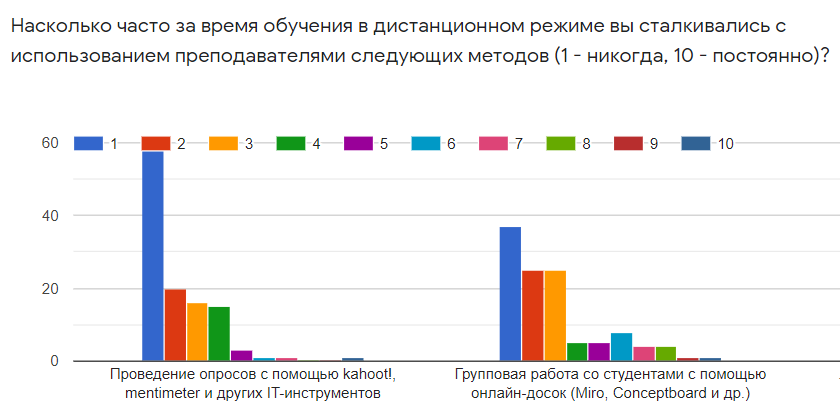 Насколько часто за время обучения в дистанционном режиме вы сталкивались с
использованием преподавателями следующих методов (1 - никогда, 10 - постоянно)?
60 1 2 3 4 5 6 7 8 9 10
40
20
0
Проведение опросов с помощью kahoot!,
mentimeter и других IT-инструментов
Групповая работа со студентами с помощью
онлайн-досок (Miro, Conceptboard и др.)